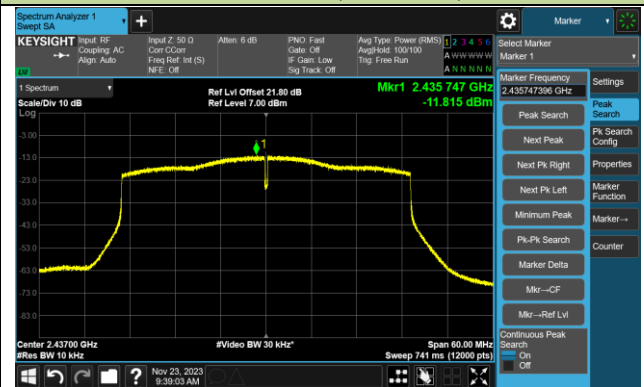 Spectrum Analyzer 1
Swept SA
Marker
KEYSIGHT
Input: RF
Coupling: AC
Align: Auto
Input Z: 50 Ω
Corr CCorr
Freq Ref: Int (S)
NFE: Off
Atten: 6 dB
PNO: Fast
Gate: Off
IF Gain: Low
Sig Track: Off
Avg Type: Power (RMS)
Avg|Hold: 100/100
Trig: Free Run
1 2 3 4 5 6
A W W W W W
A N N N N N
LXI
Select Marker
Marker 1
1 Spectrum
Scale/Div 10 dB
Log
Ref Lvl Offset 21.80 dB
Ref Level 7.00 dBm
Mkr1 2.435 747 GHz
-11.815 dBm
Marker Frequency
2.435747396 GHz
Peak Search
Next Peak
Next Pk Right
Next Pk Left
Minimum Peak
Pk-Pk Search
Marker Delta
Mkr→CF
Mkr→Ref Lvl
Continuous Peak
Search
On
Off
Settings
Peak
Search
Pk Search
Config
Properties
Marker
Function
Marker→
Counter
1
-3.00
-13.0
-23.0
-33.0
-43.0
-53.0
-63.0
-73.0
-83.0
Center 2.43700 GHz
#Res BW 10 kHz
#Video BW 30 kHz*
Span 60.00 MHz
Sweep 741 ms (12000 pts)
?
Nov 23, 2023
9:39:03 AM